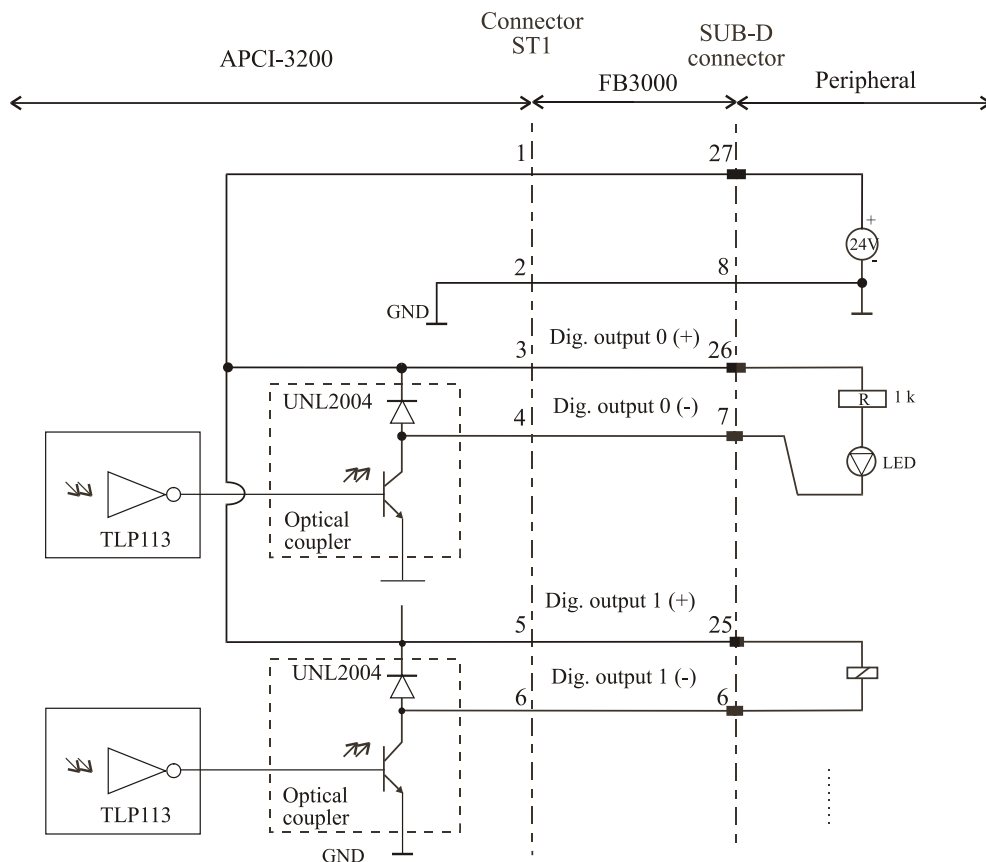 Connector
ST1
SUB-D
connector
APCI-3200
FB3000
Peripheral
1
27
+
24V
-
2
8
GND
Dig. output 0 (+)
3
26
UNL2004
Dig. output 0 (-)
4
7
R
1 k
LED
TLP113
Optical
coupler
Dig. output 1 (+)
5
25
UNL2004
Dig. output 1 (-)
6
6
TLP113
Optical
coupler
GND